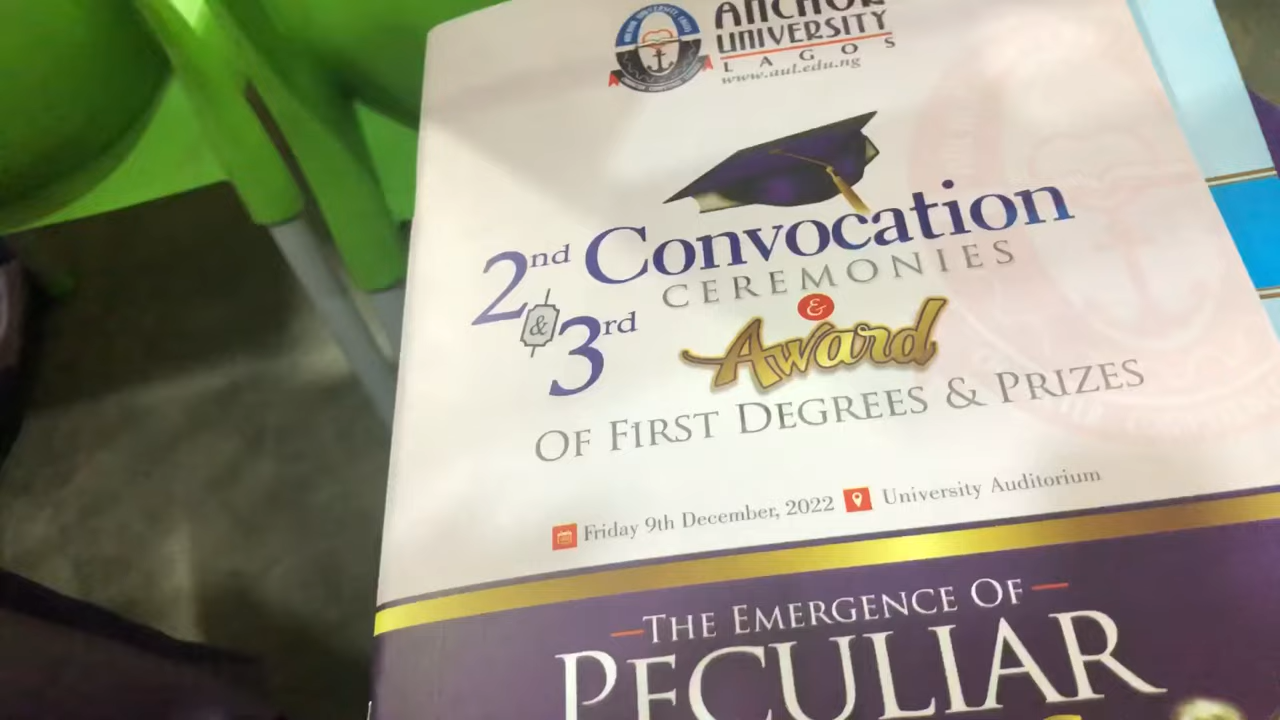 ANCHOR
UNIVERSITY
LAGOS
www.aul.edu.ng
2nd Convocation
CEREMONIES
&
3rd
&
Award
OF FIRST DEGREES & PRIZES
Friday 9th December, 2022 University Auditorium
THE EMERGENCE OF
PECULIAR